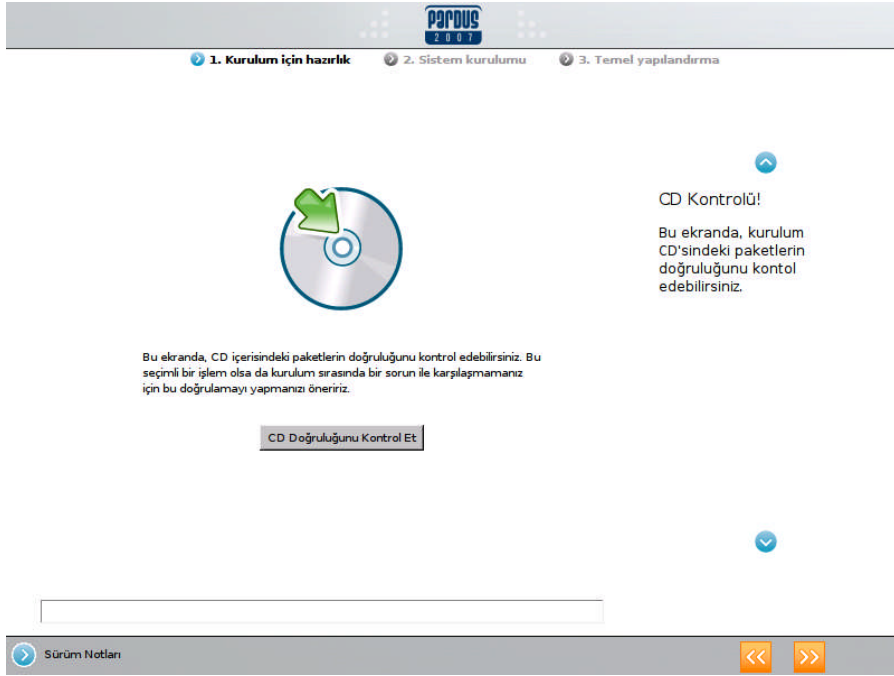 PARDUS
2007
1. Kurulum için hazırlık 2. Sistem kurulumu 3. Temel yapılandırma
CD Kontrolü!
Bu ekranda, kurulum
CD'sindeki paketlerin
doğruluğunu kontol
edebilirsiniz.
Bu ekranda, CD içerisindeki paketlerin doğruluğunu kontrol edebilirsiniz. Bu
seçimli bir işlem olsa da kurulum sırasında bir sorun ile karşılaşmamanız
için bu doğrulamayı yapmanızı öneririz.
CD Doğruluğunu Kontrol Et
Sürüm Notları